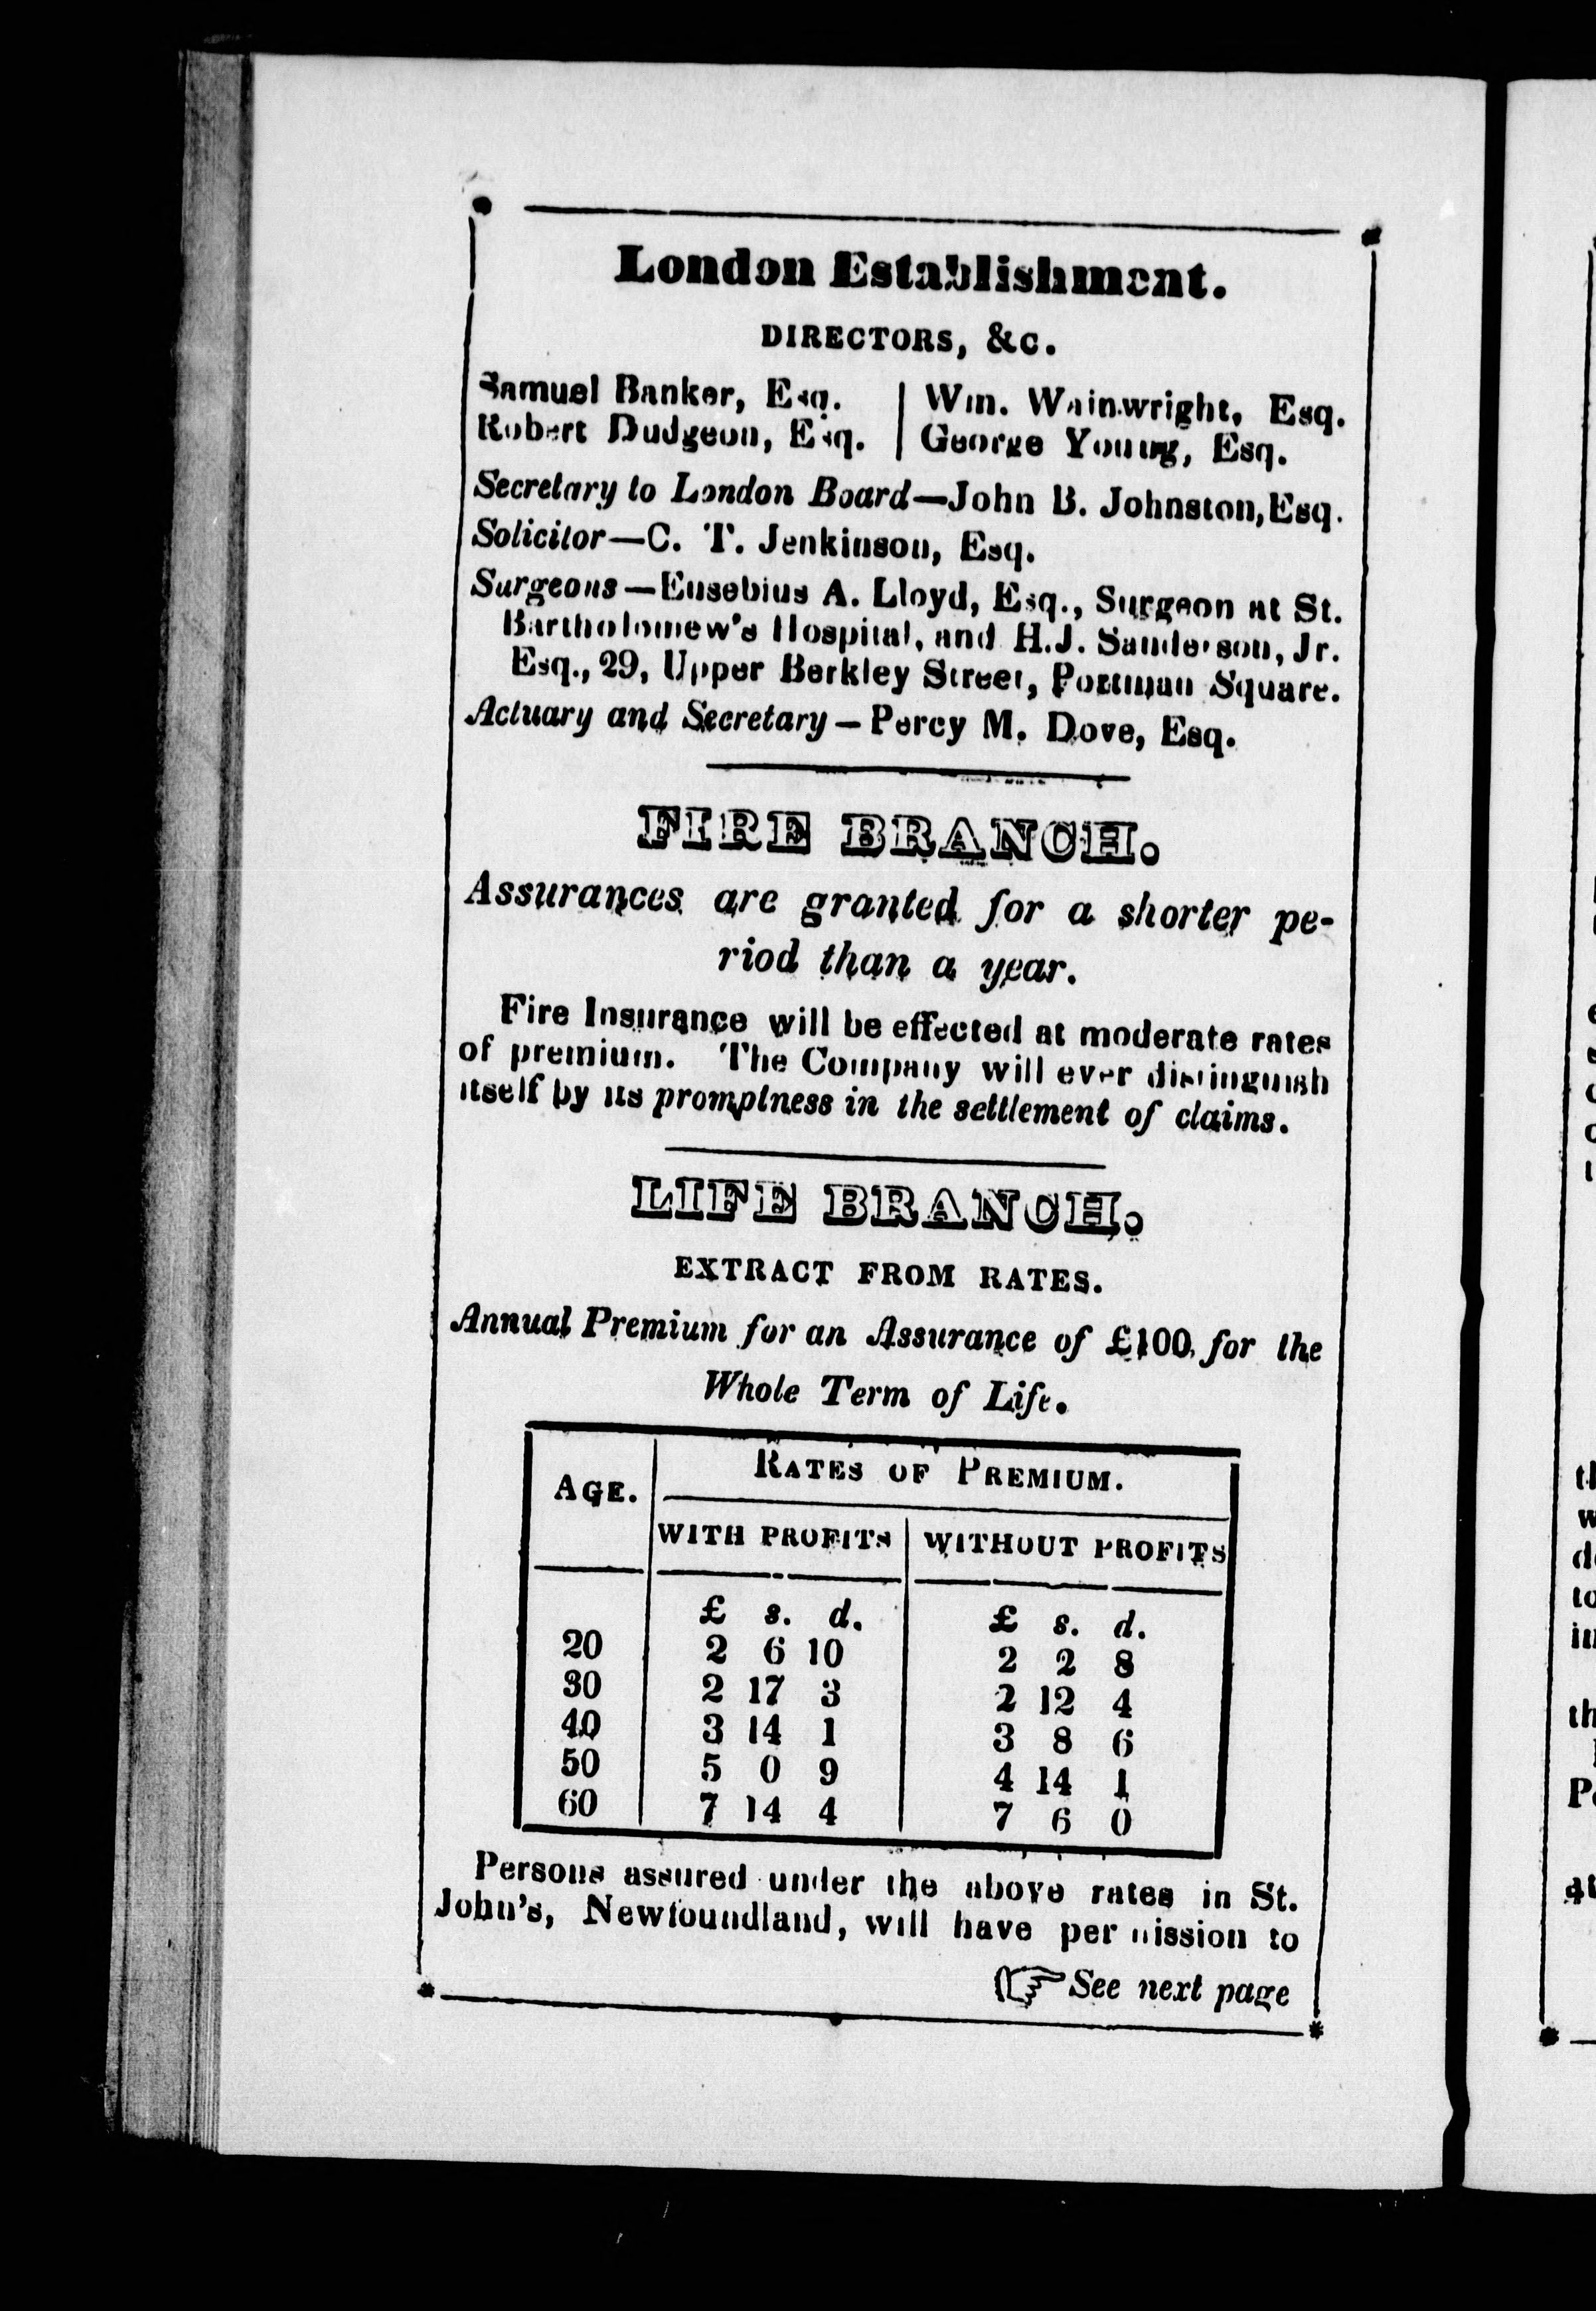 London Establishment.
DIRECTORS, &c.
Samuel Banker, Esq. | Wm. Wainwright, Esq.
Robert Dudgeon, Esq. | George Young, Esq.
Secretary to London Board—John B. Johnston, Esq.
Solicitor—C. T. Jenkinson, Esq.
Surgeons—Eusebius A. Lloyd, Esq., Surgeon at St.
Bartholomew's Hospital, and H.J. Sanderson, Jr.
Esq., 29, Upper Berkley Street, Portman Square.
Actuary and Secretary—Percy M. Dove, Esq.
FIRE BRANCH.
Assurances are granted for a shorter pe-
riod than a year.
Fire Insurance will be effected at moderate rates
of premium. The Company will ever distinguish
itself by its promptness in the settlement of claims.
LIFE BRANCH.
EXTRACT FROM RATES.
Annual Premium for an Assurance of £100, for the
Whole Term of Life.
AGE. RATES OF PREMIUM.
WITH PROFITS WITHOUT PROFITS
£ s. d. £ s. d.
20 2 6 10 2 2 8
30 2 17 3 2 12 4
40 3 14 1 3 8 6
50 5 0 9 4 14 1
60 7 14 4 7 6 0
Persons assured under the above rates in St.
John's, Newfoundland, will have permission to
☞ See next page